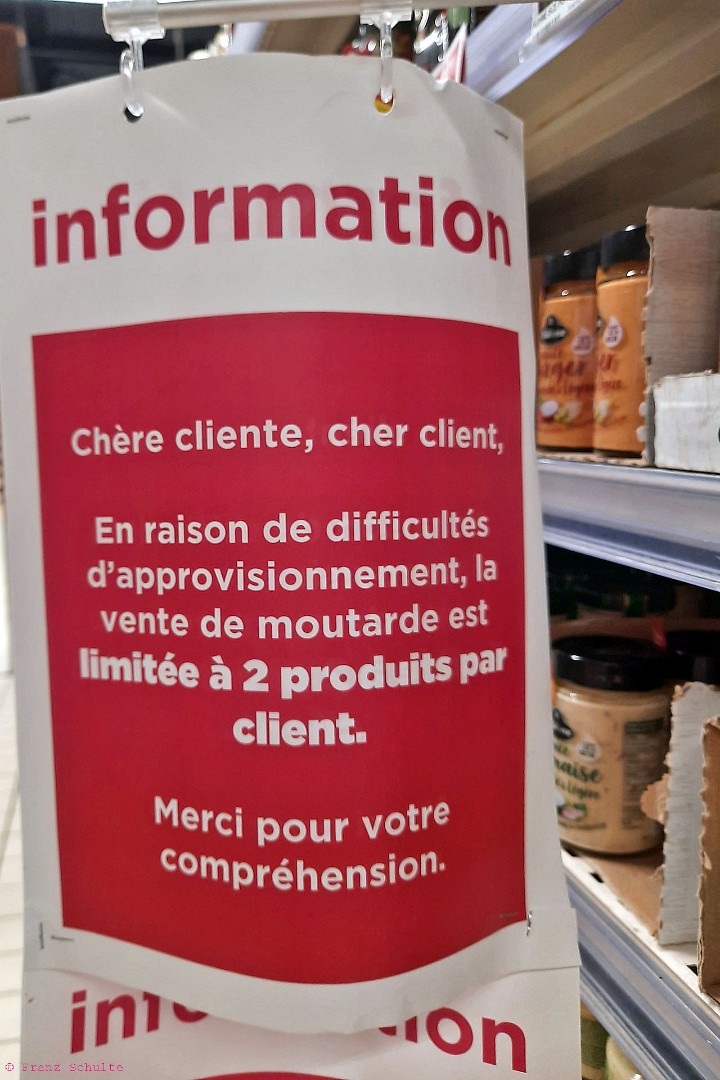 information
Chère cliente, cher client,
En raison de difficultés
d'approvisionnement, la
vente de moutarde est
limitée à 2 produits par
client.
Merci pour votre
compréhension.
© Franz Schulte